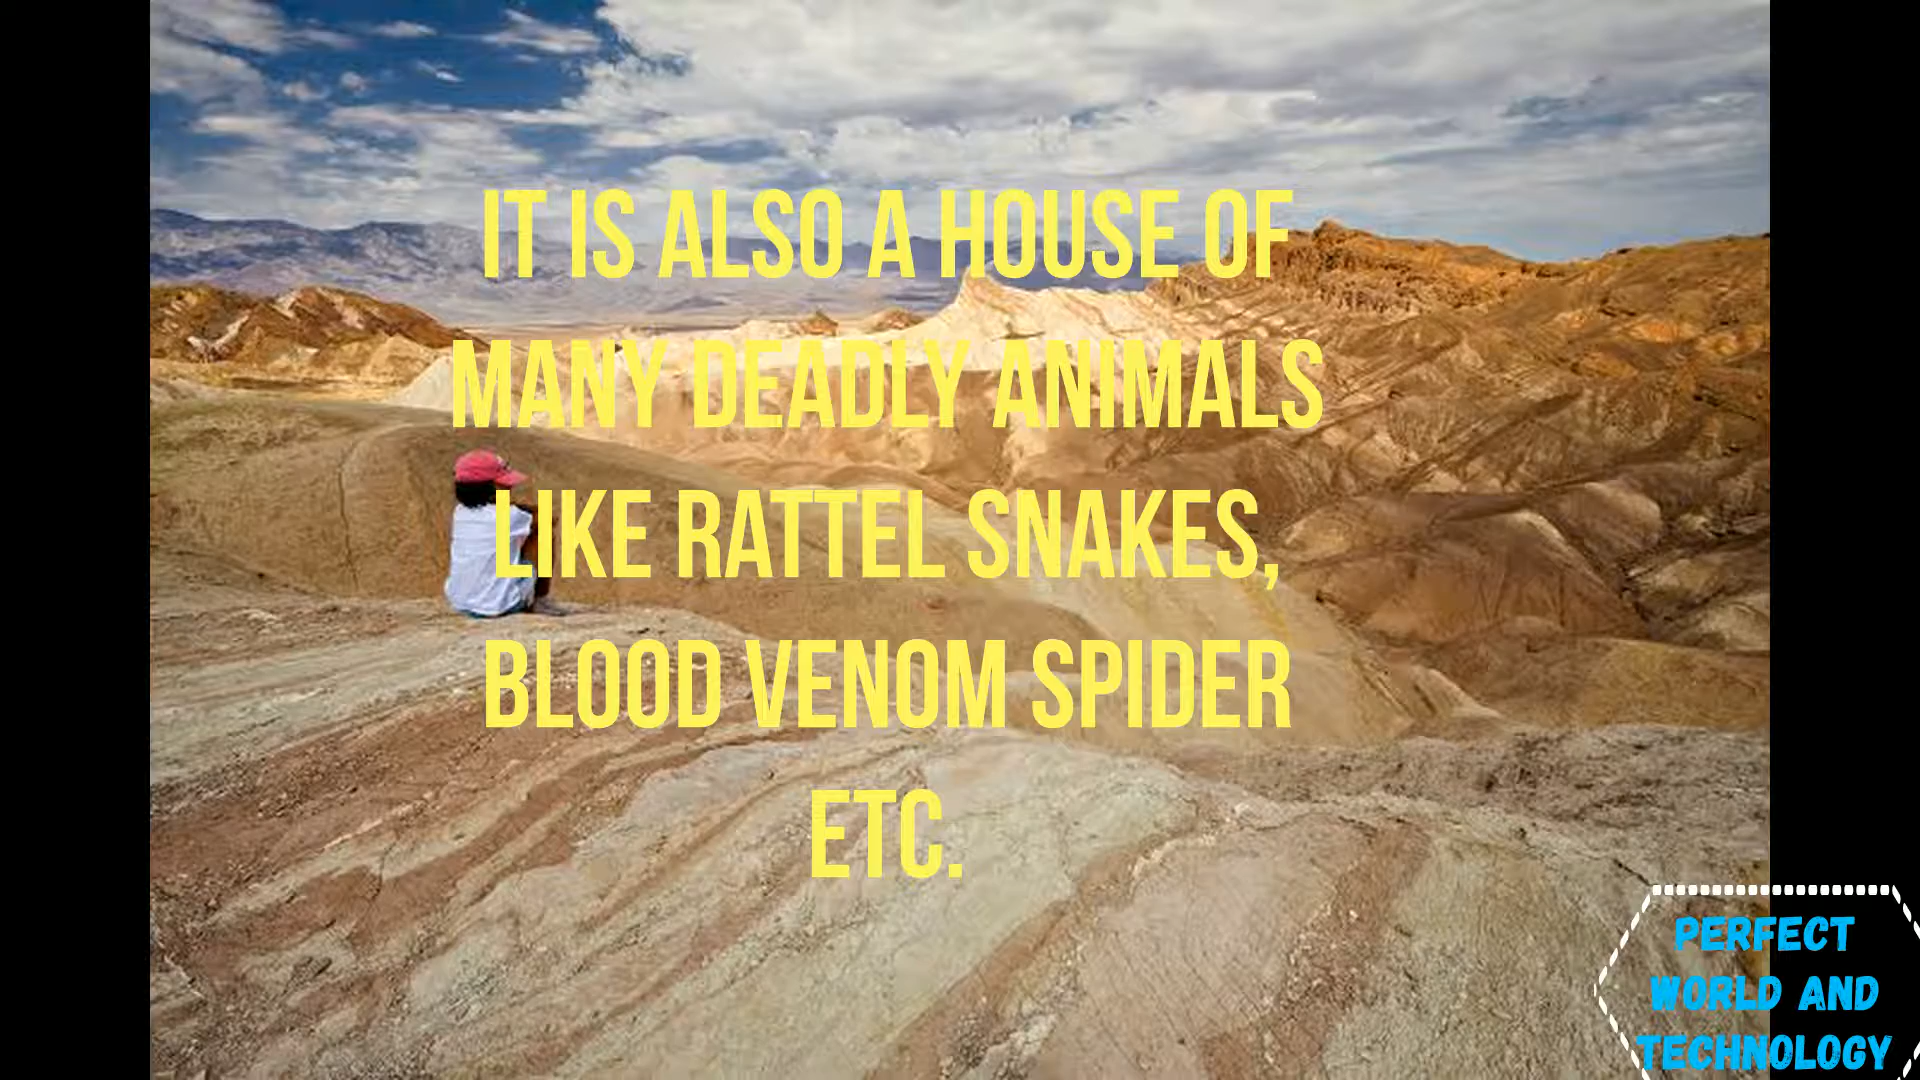 IT IS ALSO A HOUSE OF
MANY DEADLY ANIMALS
LIKE RATTEL SNAKES,
BLOOD VENOM SPIDER
ETC.
PERFECT
WORLD AND
TECHNOLOGY